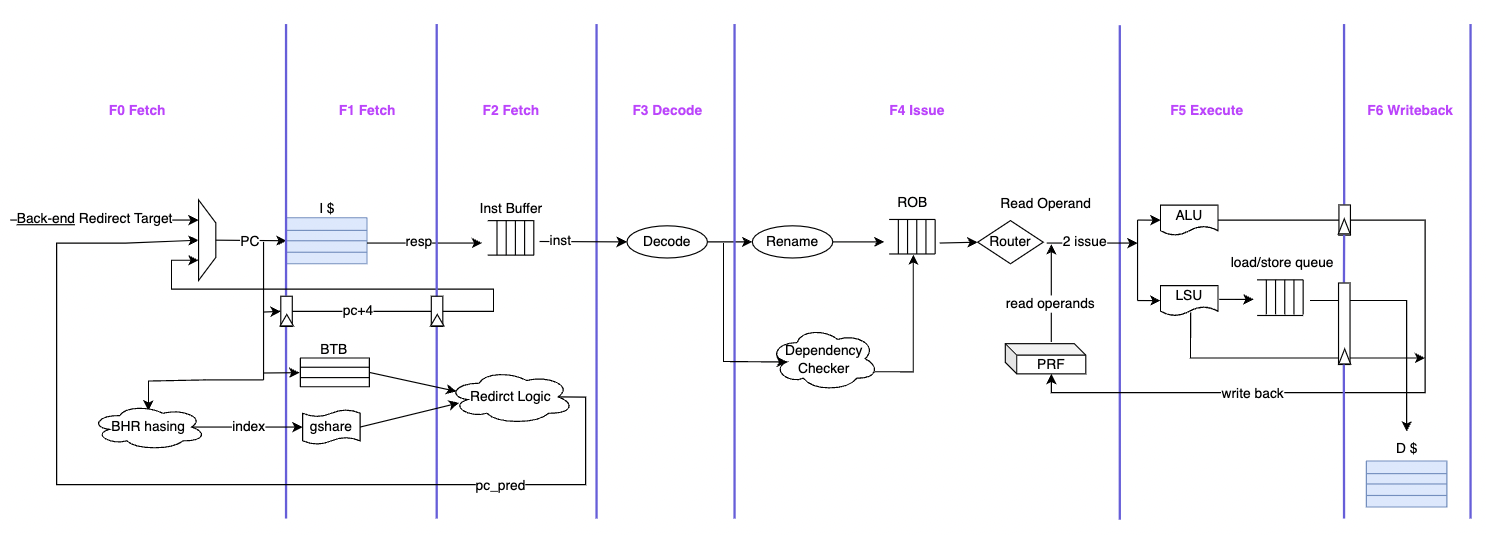 F0 Fetch
F1 Fetch
F2 Fetch
F3 Decode
F4 Issue
F5 Execute
F6 Writeback
Back-end Redirect Target
PC
I $
resp
Inst Buffer
inst
Decode
Rename
ROB
Read Operand
Router
2 issue
ALU
load/store queue
LSU
pc+4
read operands
BTB
Dependency
Checker
PRF
Redirct Logic
write back
BHR hasing
index
gshare
D $
pc_pred